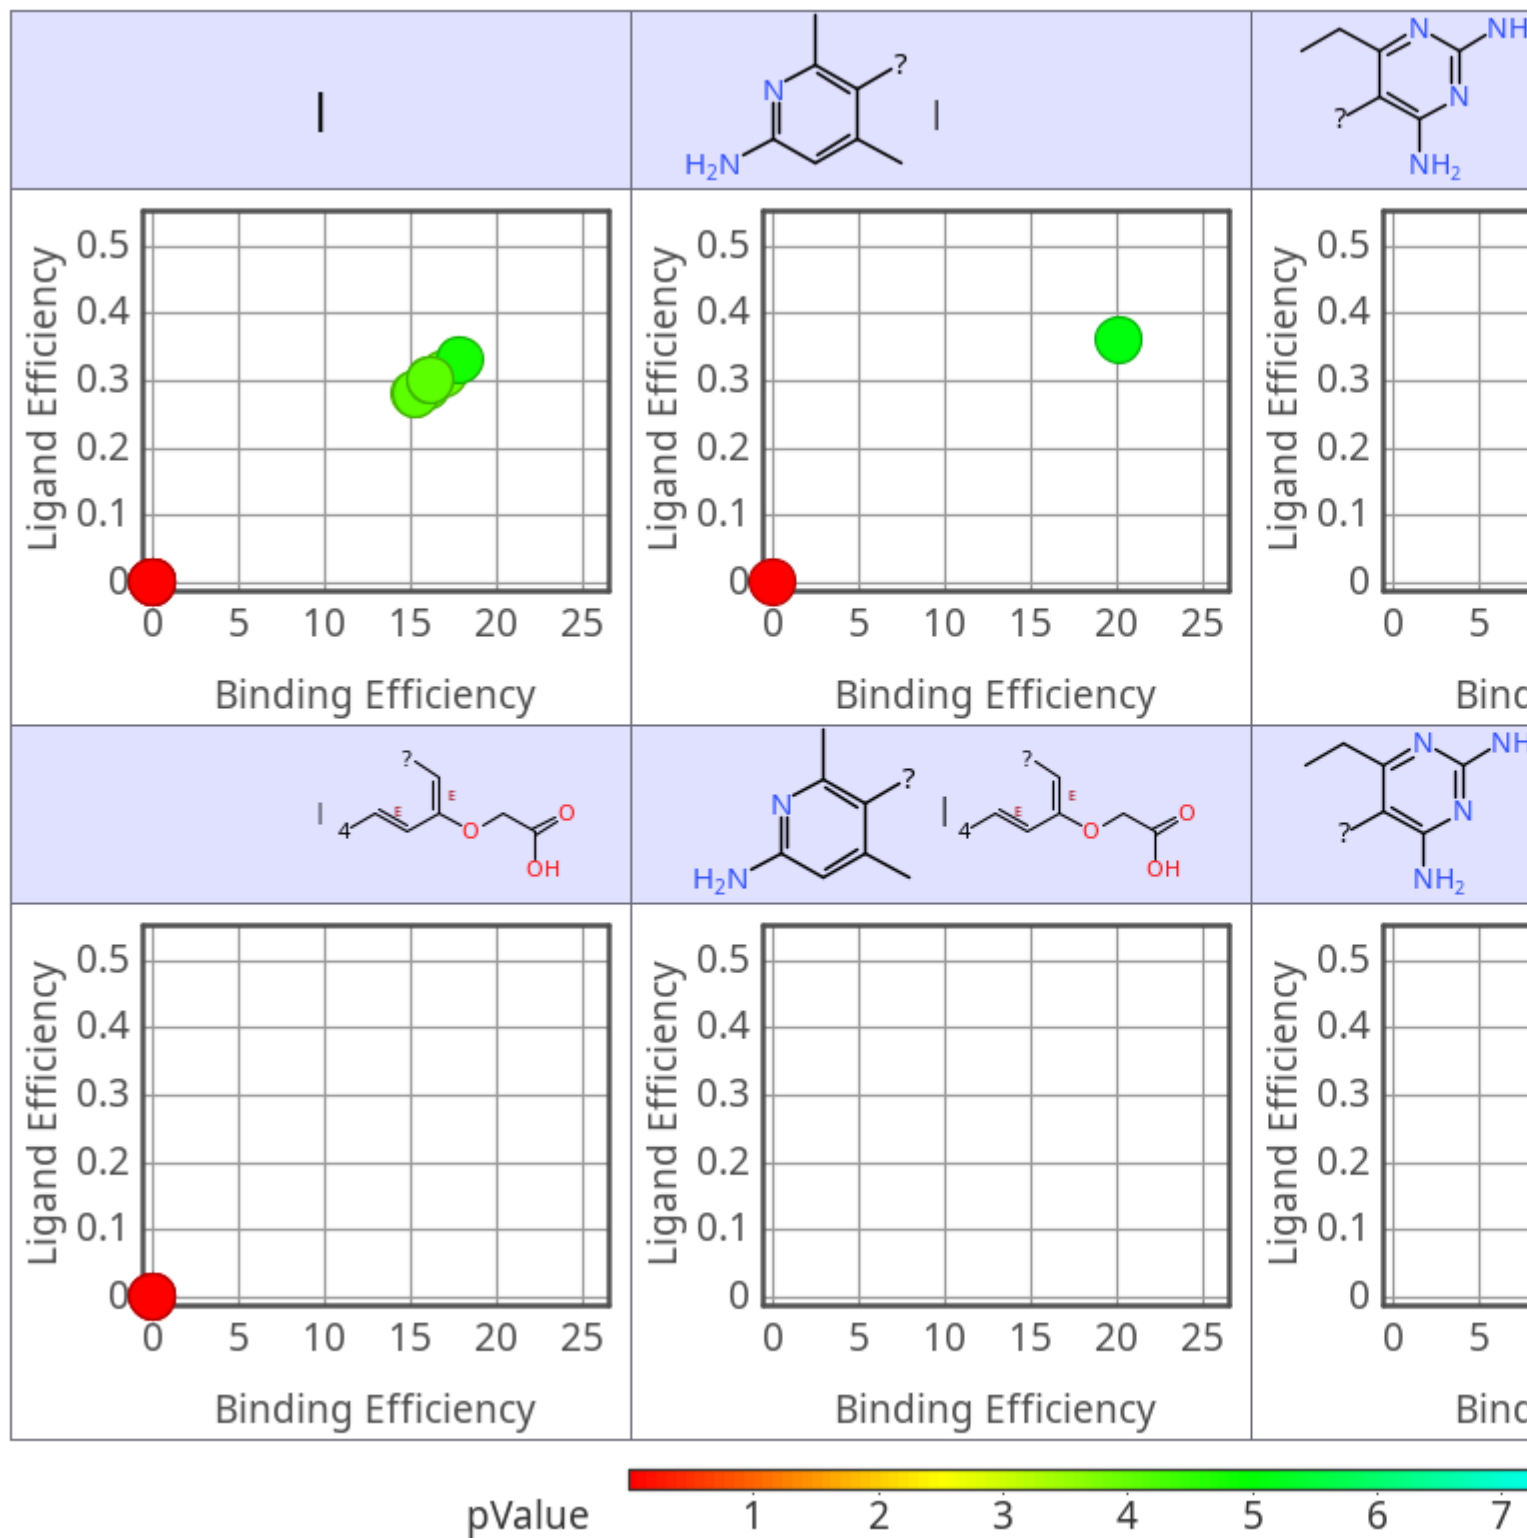 |
N
?
H₂N
|
N
NH
N
?
NH₂
Ligand Efficiency
0.5
0.4
0.3
0.2
0.1
0
0 5 10 15 20 25
Binding Efficiency
Ligand Efficiency
0.5
0.4
0.3
0.2
0.1
0
0 5 10 15 20 25
Binding Efficiency
Ligand Efficiency
0.5
0.4
0.3
0.2
0.1
0
0 5
Bind
|
?
E
E
4
O
O
OH
N
?
H₂N
|
?
E
E
4
O
O
OH
N
NH
N
?
NH₂
Ligand Efficiency
0.5
0.4
0.3
0.2
0.1
0
0 5 10 15 20 25
Binding Efficiency
Ligand Efficiency
0.5
0.4
0.3
0.2
0.1
0
0 5 10 15 20 25
Binding Efficiency
Ligand Efficiency
0.5
0.4
0.3
0.2
0.1
0
0 5
Bind
pValue
1 2 3 4 5 6 7